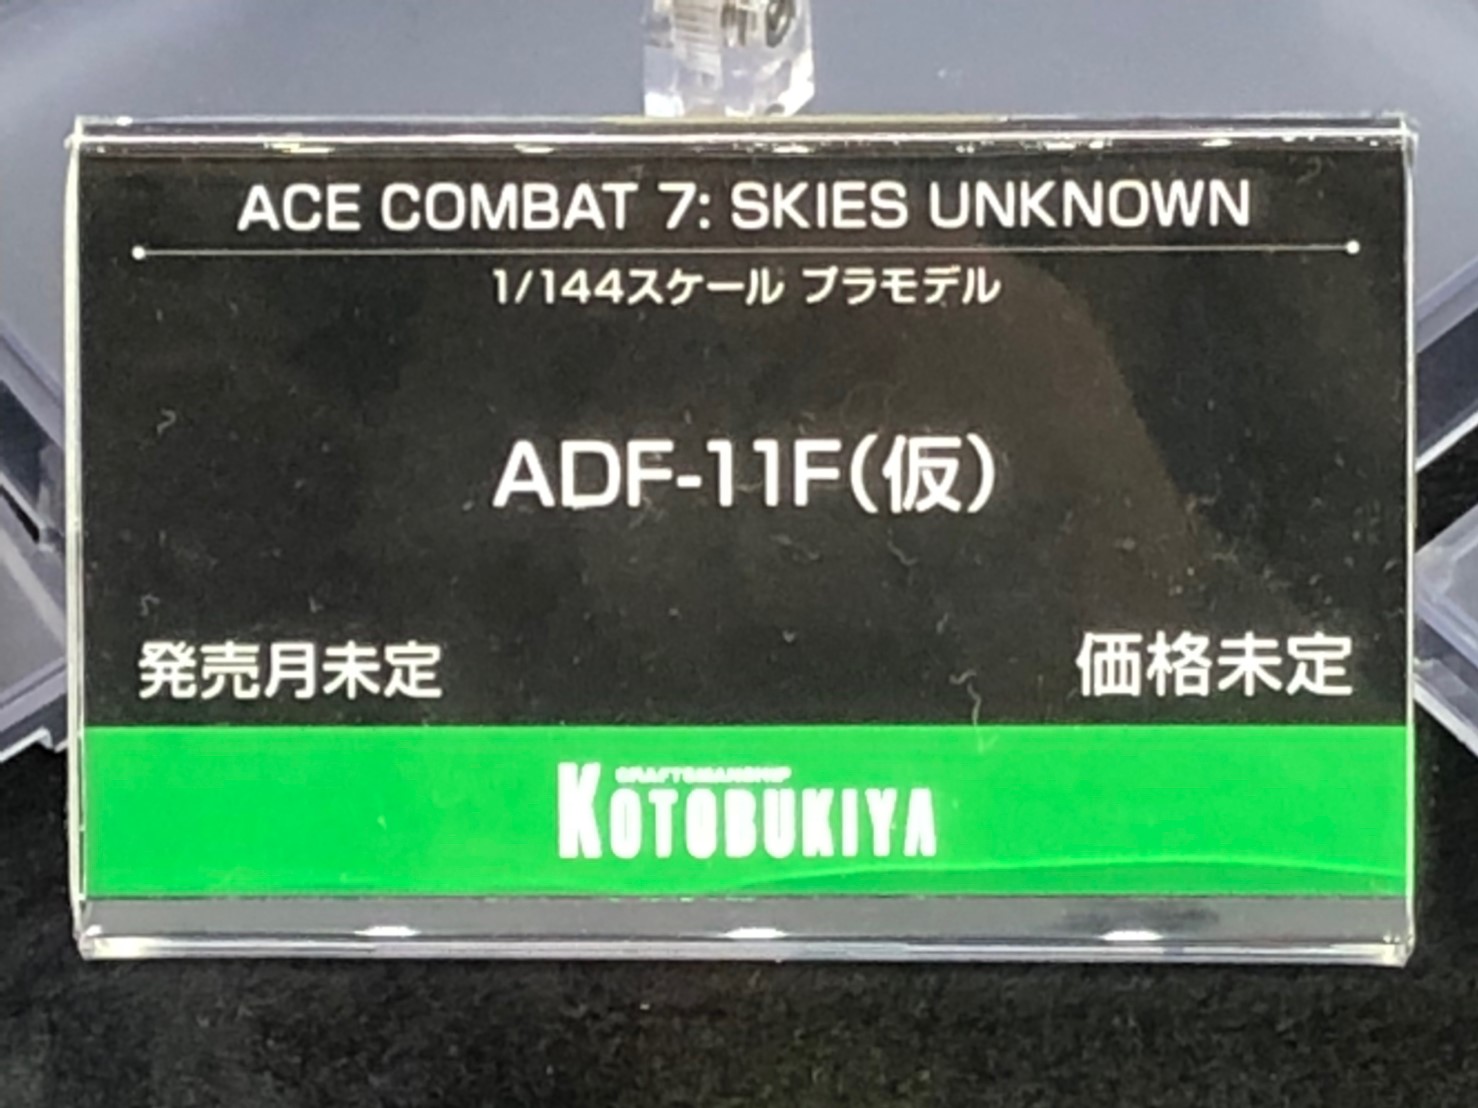 ACE COMBAT 7: SKIES UNKNOWN
1/144スケール プラモデル
ADF-11F(仮)
発売月未定
価格未定
CRAFTSMANSHIP
KOTOBUKIYA